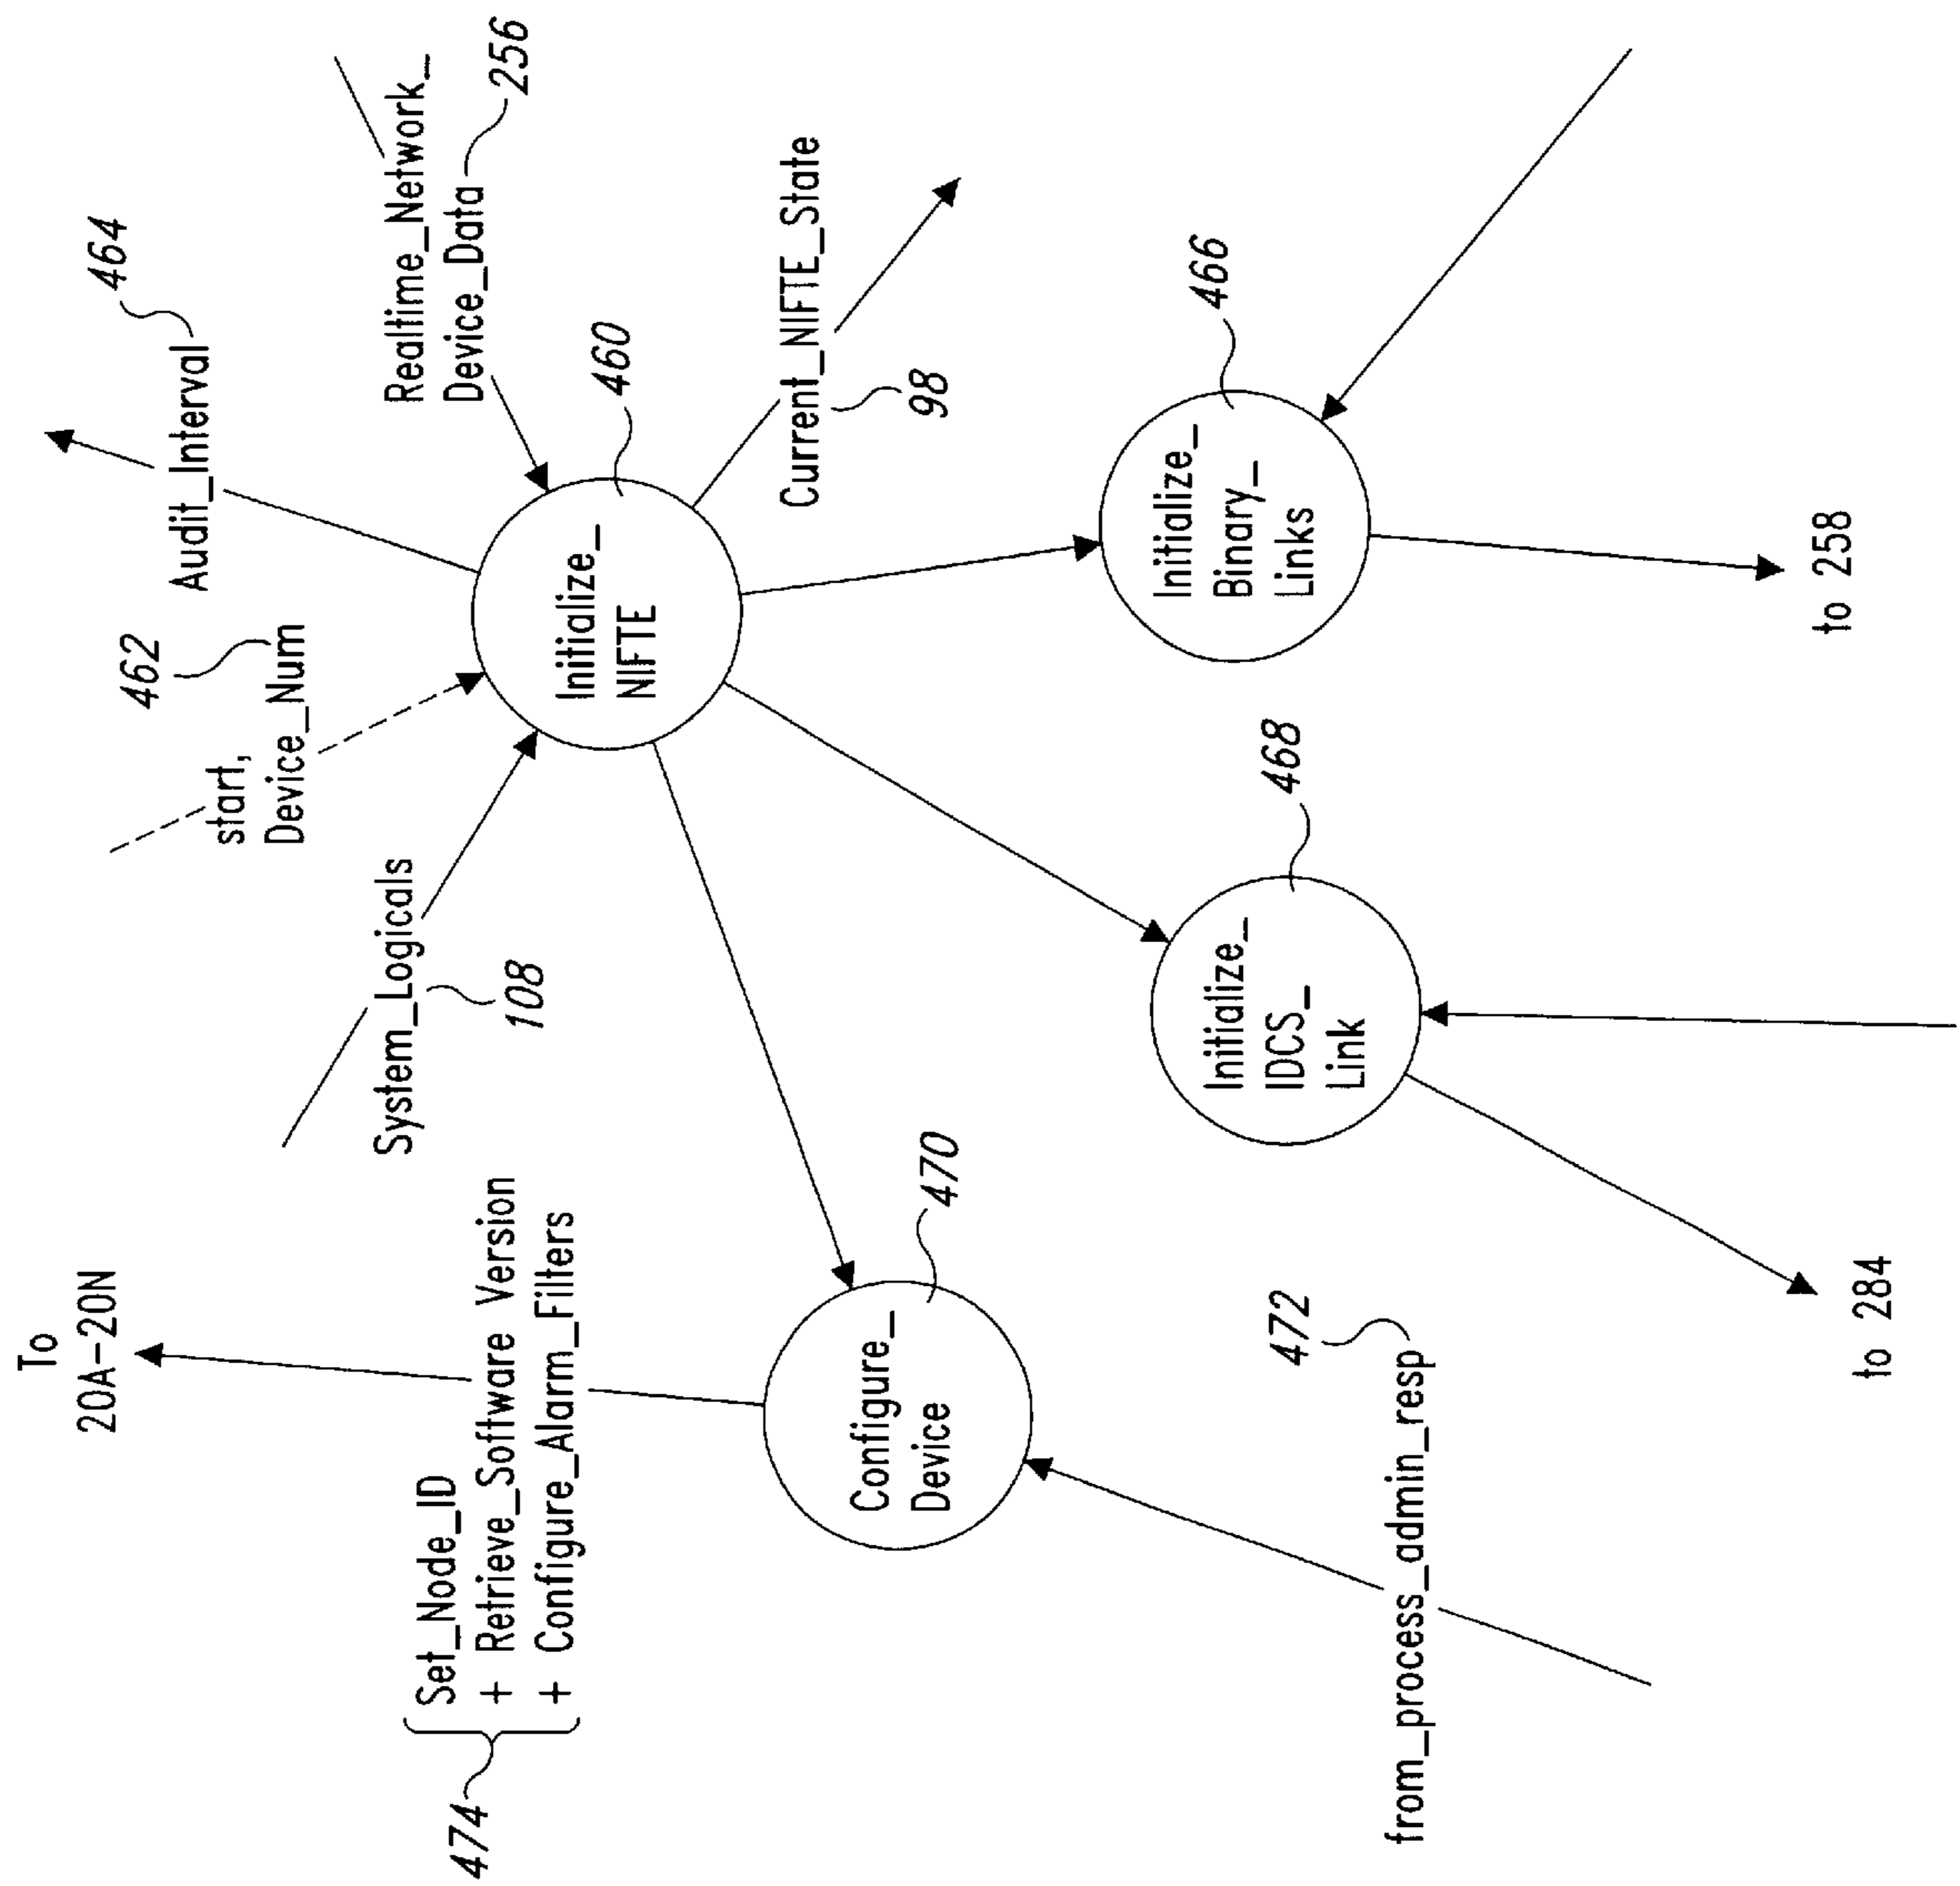 To
20A-20N
474
Set_Node_ID
+ Retrieve_Software Version
+ Configure_Alarm_Filters
Configure_
Device
470
from_process_admin_resp
472
System_Logicals
108
start,
Device_Num
462
Audit_Interval
464
Realtime_Network_
Device_Data
256
Initialize_
NIFTE
460
Current_NIFTE_State
98
Initialize_
IDCS_
Link
468
to 284
Initialize_
Binary_
Links
466
to 258